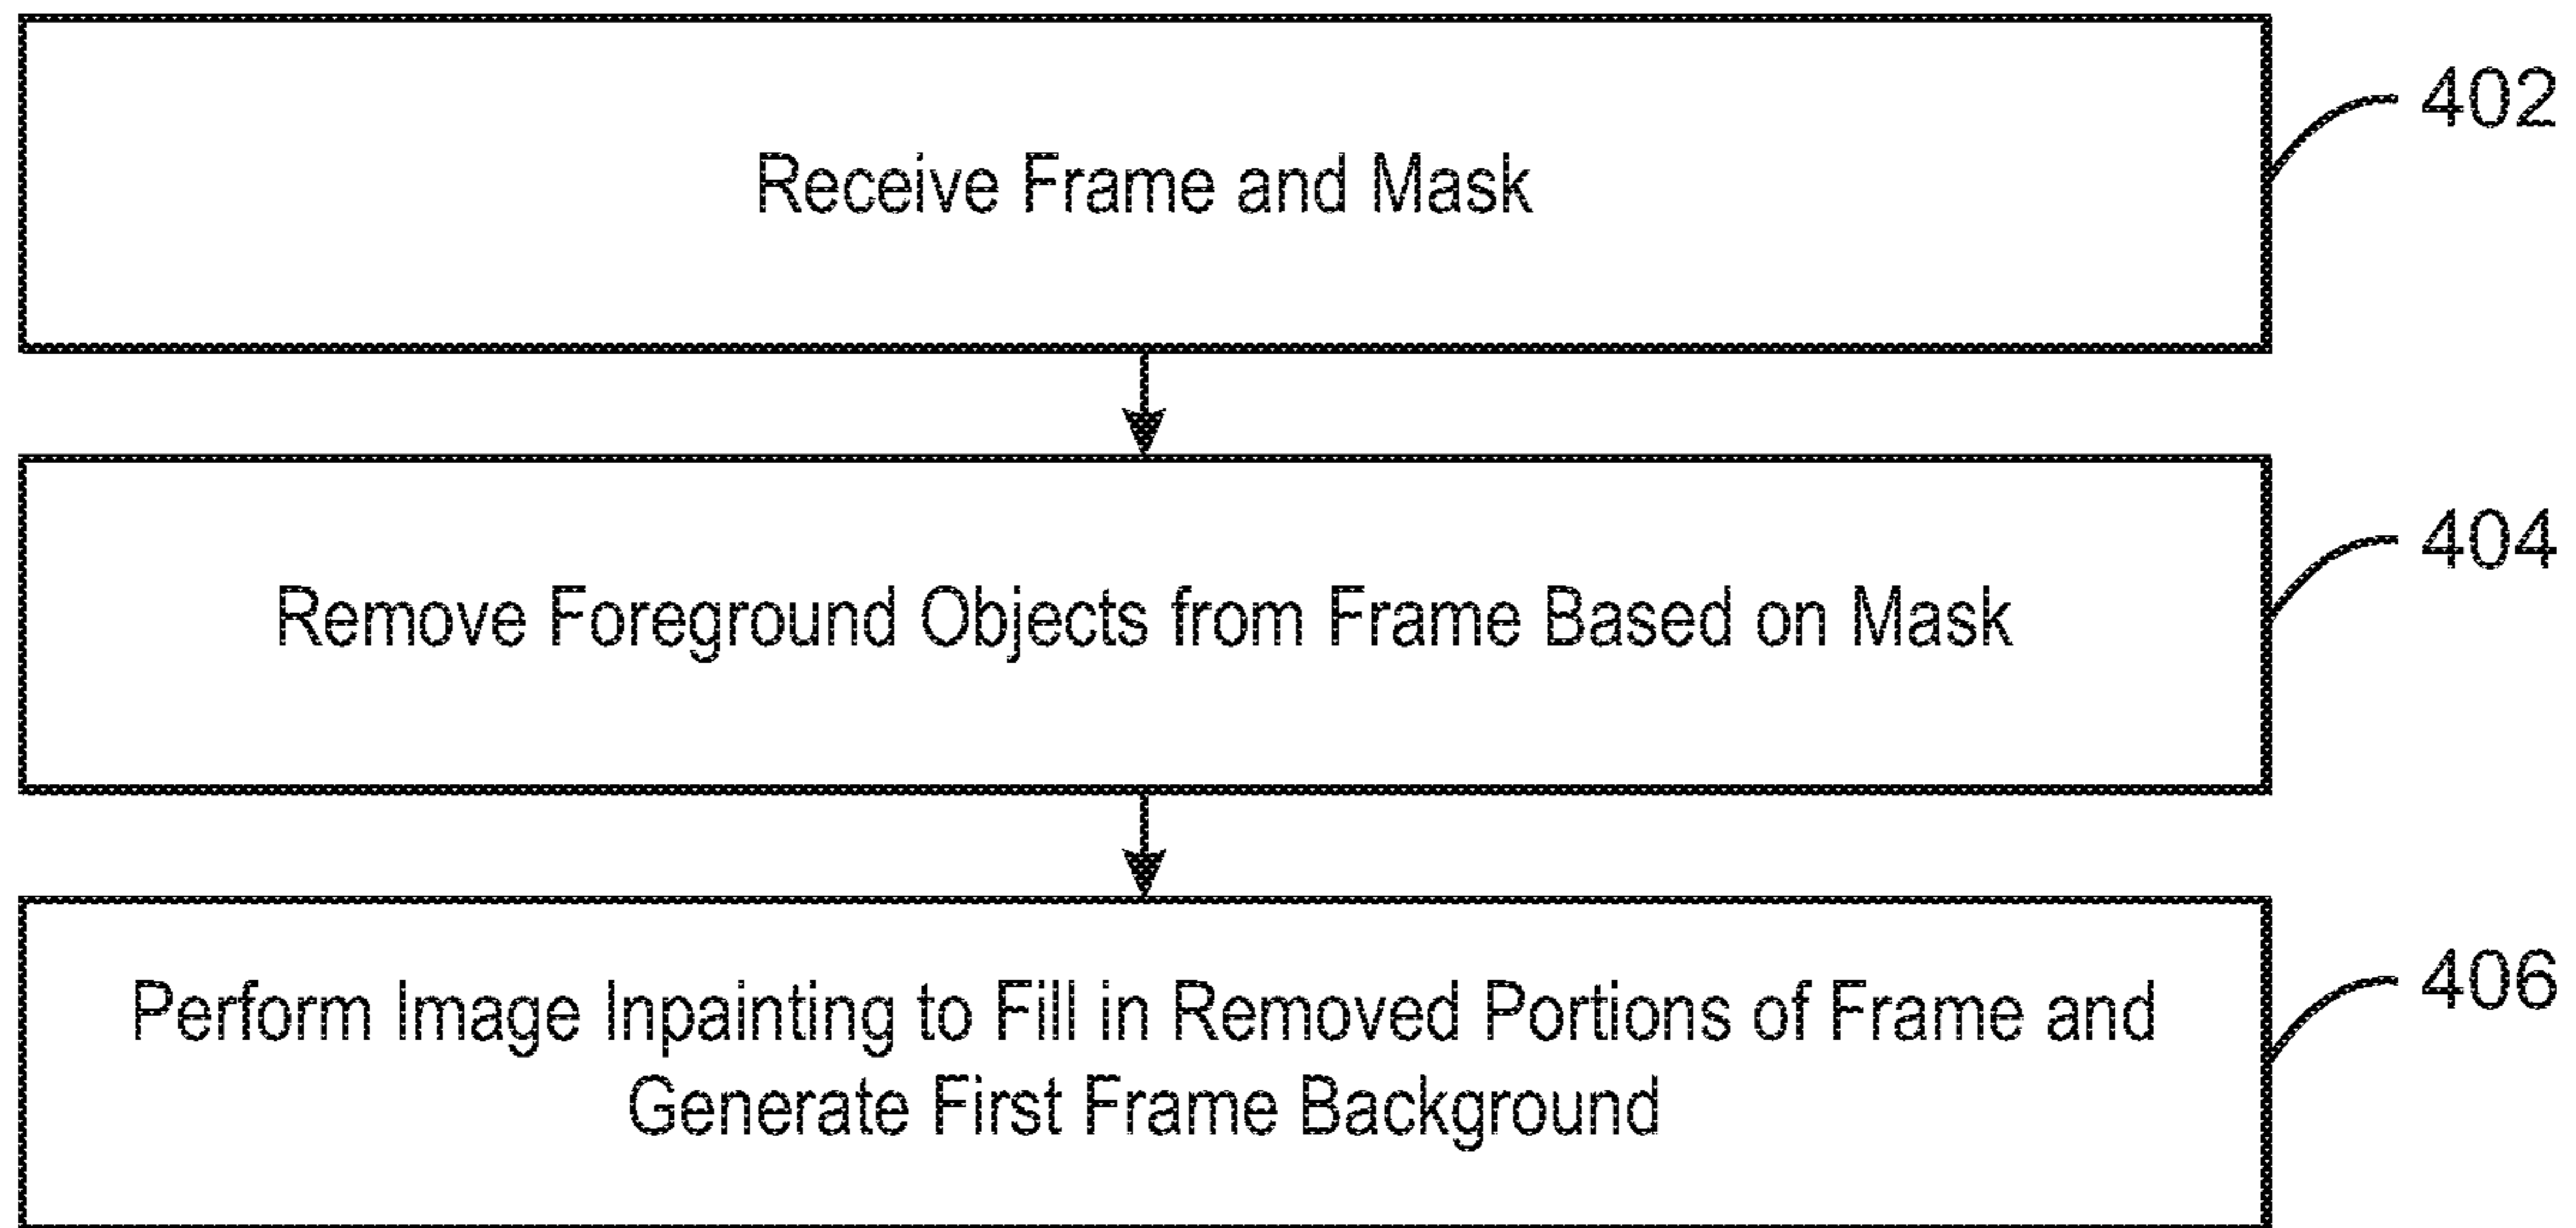 Receive Frame and Mask
402
Remove Foreground Objects from Frame Based on Mask
404
Perform Image Inpainting to Fill in Removed Portions of Frame and
Generate First Frame Background
406